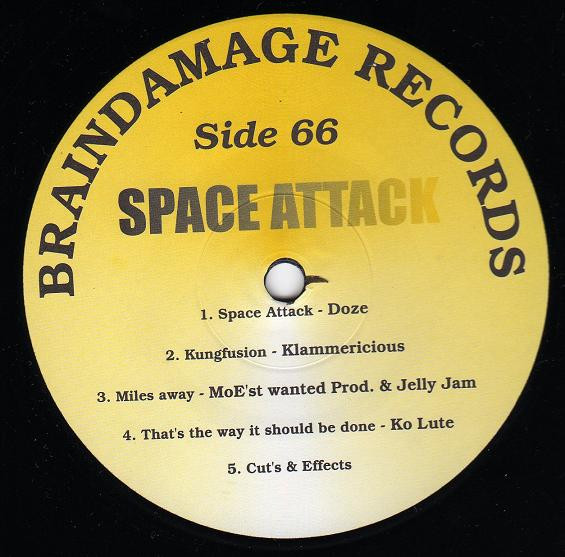 BRAINDAMAGE RECORDS
Side 66
SPACE ATTACK
1. Space Attack - Doze
2. Kungfusion - Klammericious
3. Miles away - MoE'st wanted Prod. & Jelly Jam
4. That's the way it should be done - Ko Lute
5. Cut's & Effects